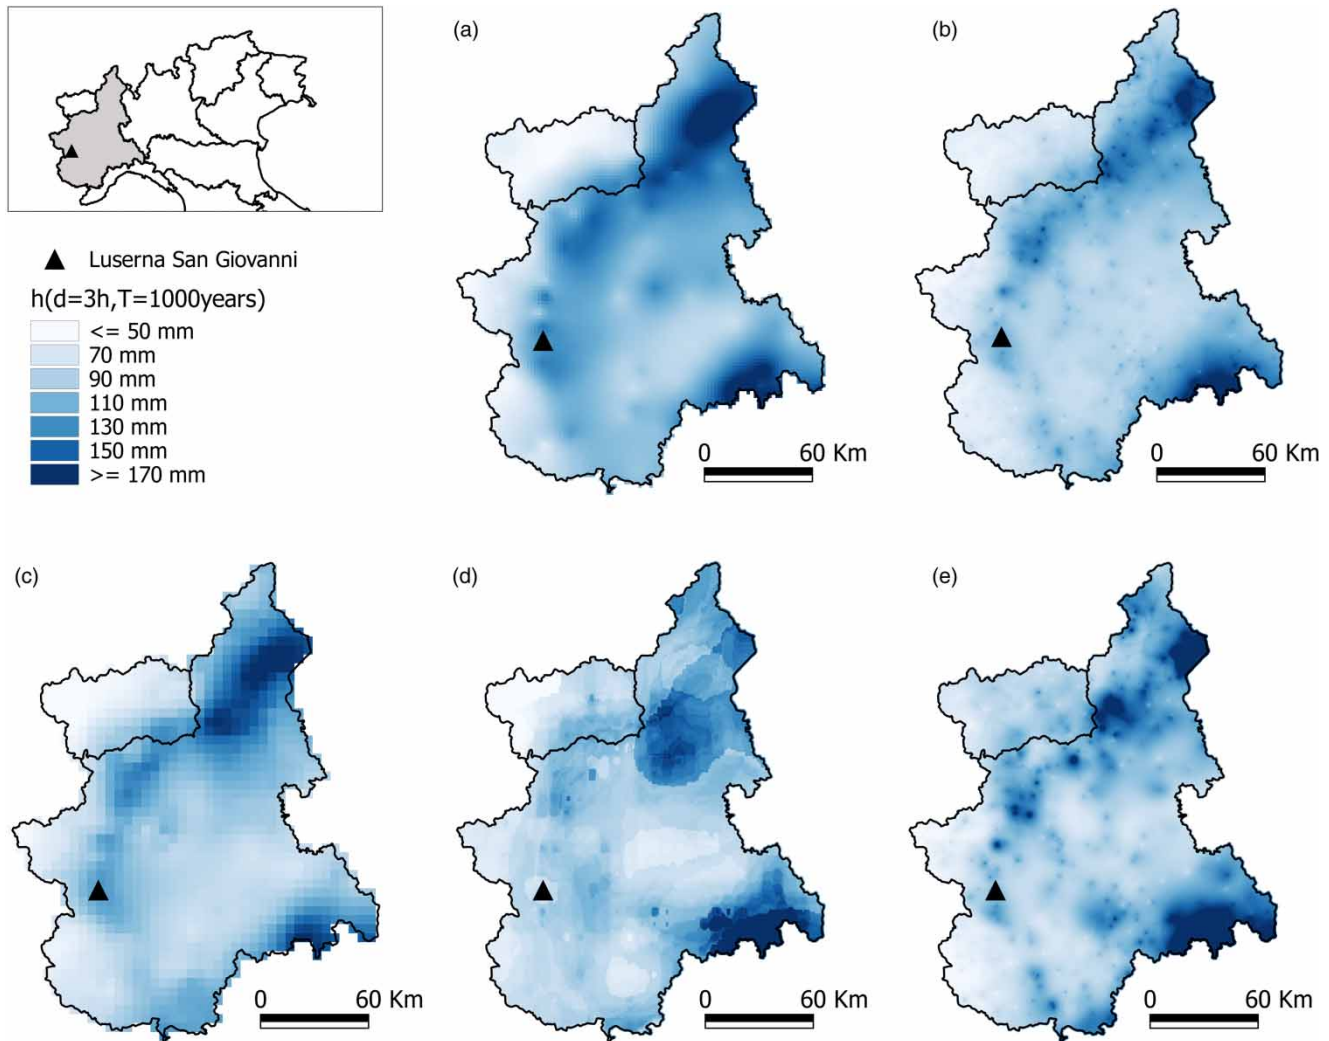 (a)
(b)
Luserna San Giovanni
h(d=3h,T=1000years)
<= 50 mm
70 mm
90 mm
110 mm
130 mm
150 mm
>= 170 mm
0 60 Km
0 60 Km
(c)
(d)
(e)
0 60 Km
0 60 Km
0 60 Km